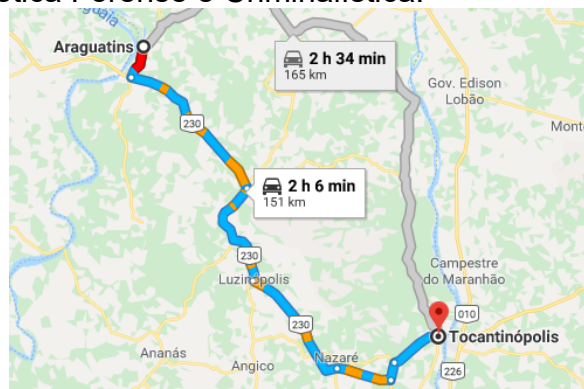 Araguatins
2 h 34 min
165 km
Gov. Edison
Lobão
230
2 h 6 min
151 km
230
Luzinópolis
Campestre
do Maranhão
230
010
Tocantinópolis
Ananás
Angico
Nazaré
226